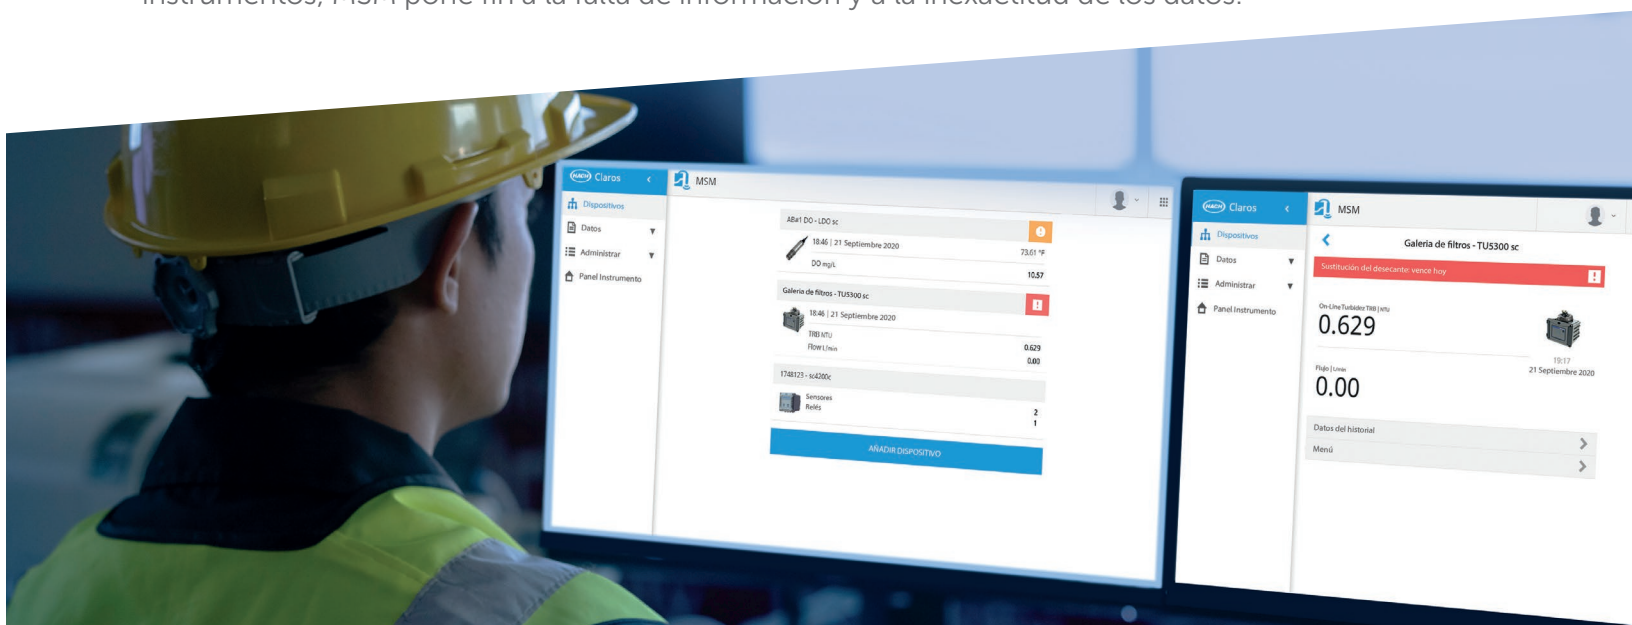 instrumentos, MSM pone fin a la falta de información y a la inexactitud de los datos.
HACH Claros
MSM
Dispositivos
Datos
Administrar
Panel Instrumento
AB#1 DO - LDO sc
18:46 | 21 Septiembre 2020
73.61 °F
DO mg/L
10.57
Galeria de filtros - TU5300 sc
18:46 | 21 Septiembre 2020
TRB NTU
0.629
Flow L/min
0.00
1748123 - sc4200c
Sensores
2
Relés
1
AÑADIR DISPOSITIVO
HACH Claros
MSM
Dispositivos
Datos
Administrar
Panel Instrumento
Galeria de filtros - TU5300 sc
Sustitución del desecante: vence hoy
On-Line Turbidez TRB | NTU
0.629
19:17
21 Septiembre 2020
Flujo | L/min
0.00
Datos del historial
Menú